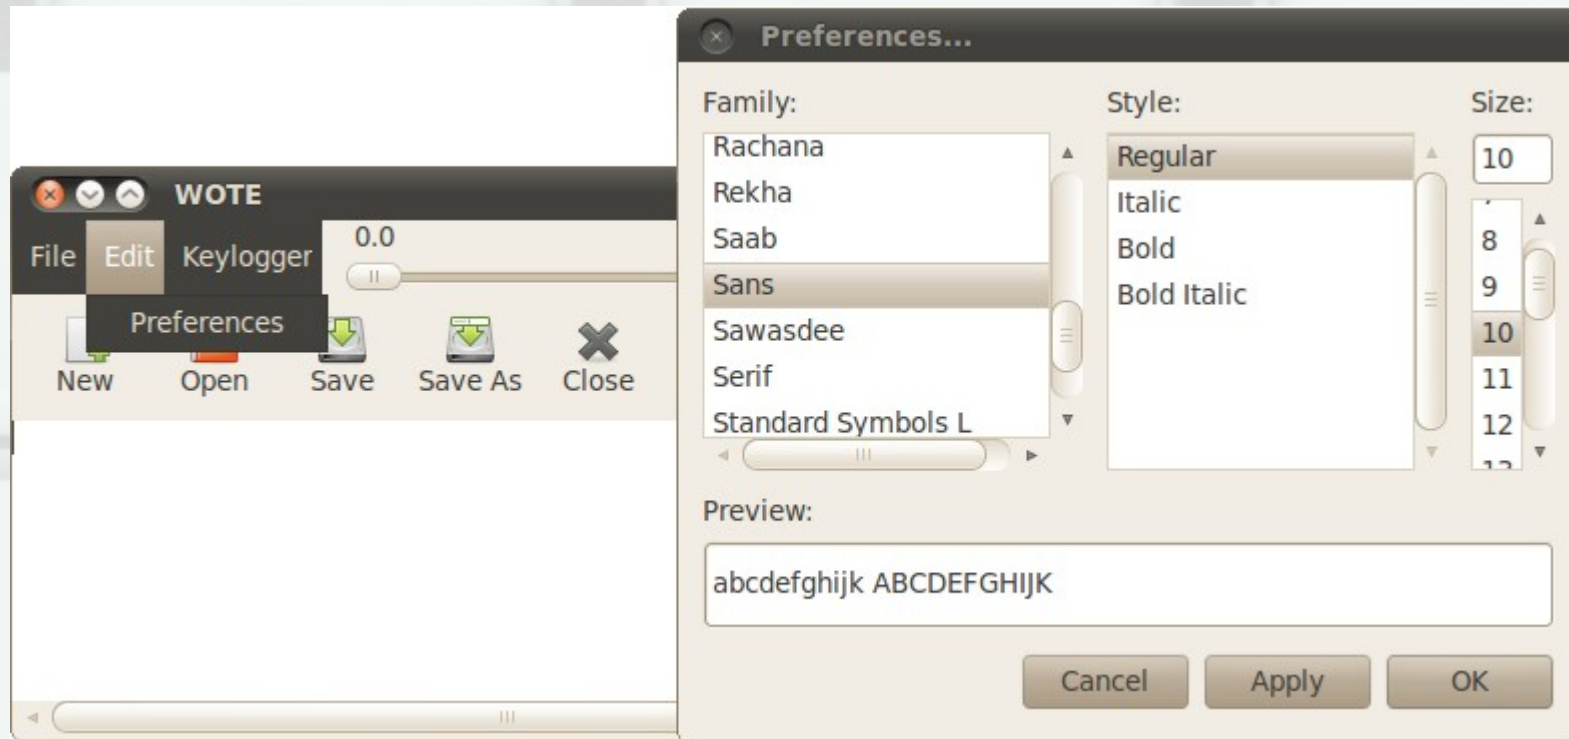 WOTE
File Edit Keylogger
0.0
Preferences
New Open Save Save As Close
Preferences...
Family:
Rachana
Rekha
Saab
Sans
Sawasdee
Serif
Standard Symbols L
Style:
Regular
Italic
Bold
Bold Italic
Size:
10
8
9
10
11
12
Preview:
abcdefghijk ABCDEFGHIJK
Cancel Apply OK